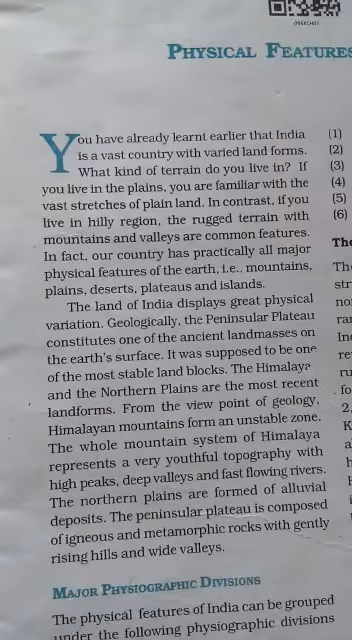 PHYSICAL FEATURES
You have already learnt earlier that India
is a vast country with varied land forms.
What kind of terrain do you live in? If
you live in the plains, you are familiar with the
vast stretches of plain land. In contrast, if you
live in hilly region, the rugged terrain with
mountains and valleys are common features.
In fact, our country has practically all major
physical features of the earth, i.e., mountains,
plains, deserts, plateaus and islands.
The land of India displays great physical
variation. Geologically, the Peninsular Plateau
constitutes one of the ancient landmasses on
the earth's surface. It was supposed to be one
of the most stable land blocks. The Himalaya
and the Northern Plains are the most recent
landforms. From the view point of geology,
Himalayan mountains form an unstable zone.
The whole mountain system of Himalaya
represents a very youthful topography with
high peaks, deep valleys and fast flowing rivers.
The northern plains are formed of alluvial
deposits. The peninsular plateau is composed
of igneous and metamorphic rocks with gently
rising hills and wide valleys.
MAJOR PHYSIOGRAPHIC DIVISIONS
The physical features of India can be grouped
under the following physiographic divisions
(1)
(2)
(3)
(4)
(5)
(6)
The